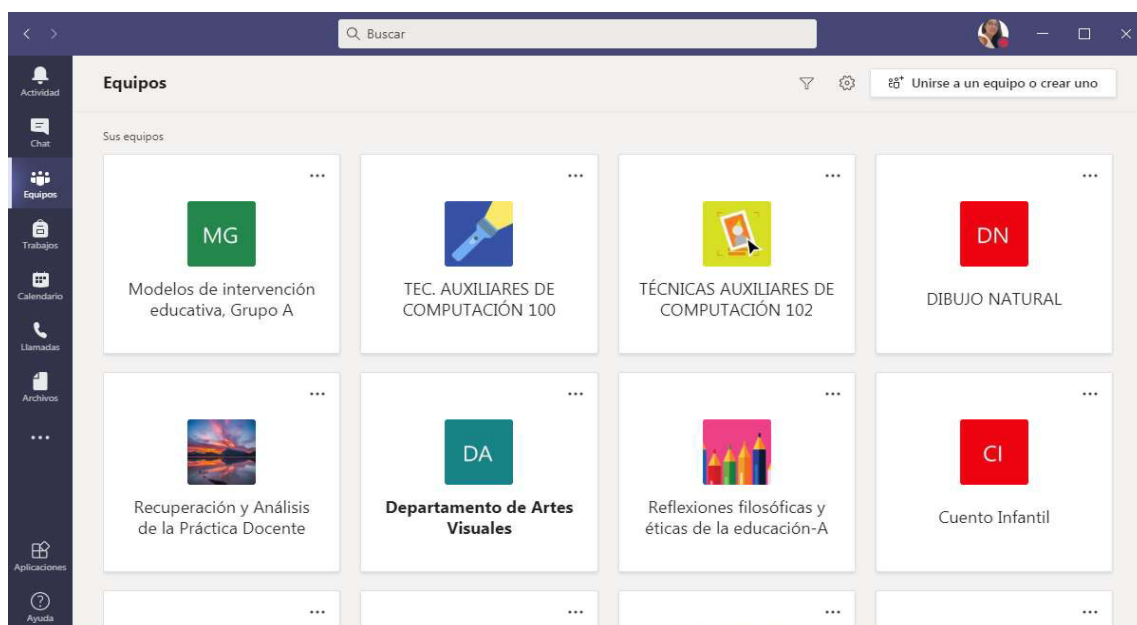 Buscar
Actividad
Chat
Equipos
Trabajos
Calendario
Llamadas
Archivos
Aplicaciones
Ayuda
Equipos
Unirse a un equipo o crear uno
Sus equipos
MG
Modelos de intervención
educativa, Grupo A
TEC. AUXILIARES DE
COMPUTACIÓN 100
TÉCNICAS AUXILIARES DE
COMPUTACIÓN 102
DN
DIBUJO NATURAL
Recuperación y Análisis
de la Práctica Docente
DA
Departamento de Artes
Visuales
Reflexiones filosóficas y
éticas de la educación-A
CI
Cuento Infantil